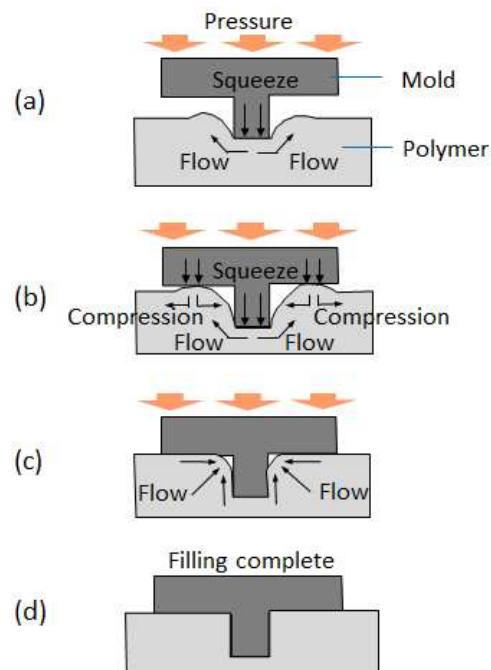 Pressure
Squeeze
Mold
(a)
Polymer
Flow Flow
Squeeze
(b)
Compression Compression
Flow Flow
(c)
Flow Flow
Filling complete
(d)